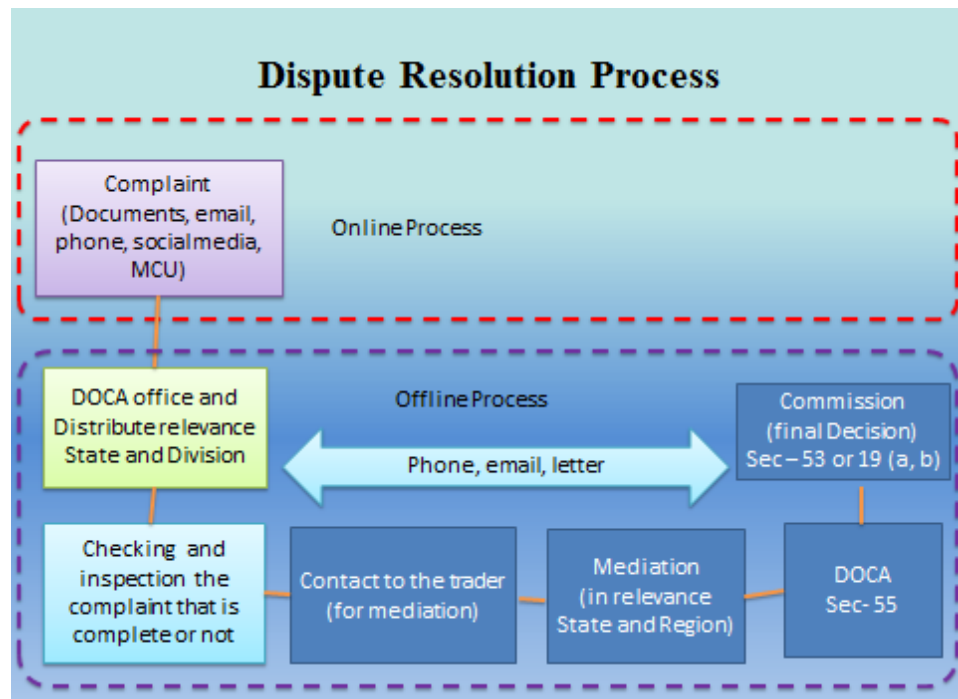 Dispute Resolution Process
Complaint
(Documents, email,
phone, social media,
MCU)
Online Process
DOCA office and
Distribute relevance
State and Division
Offline Process
Phone, email, letter
Commission
(final Decision)
Sec – 53 or 19 (a, b)
Checking and
inspection the
complaint that is
complete or not
Contact to the trader
(for mediation)
Mediation
(in relevance
State and Region)
DOCA
Sec- 55